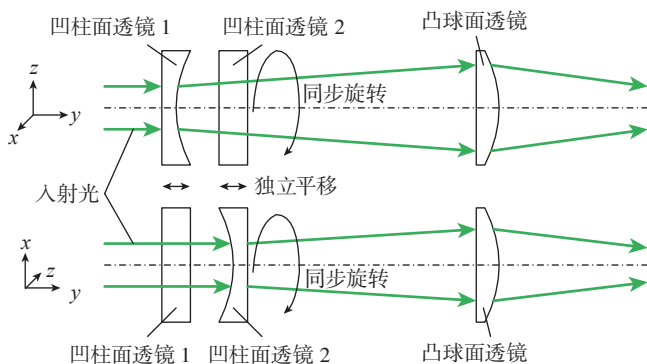 凹柱面透镜 1
凹柱面透镜 2
凸球面透镜
z
x
y
同步旋转
入射光
独立平移
x
z
y
同步旋转
凹柱面透镜 1
凹柱面透镜 2
凸球面透镜